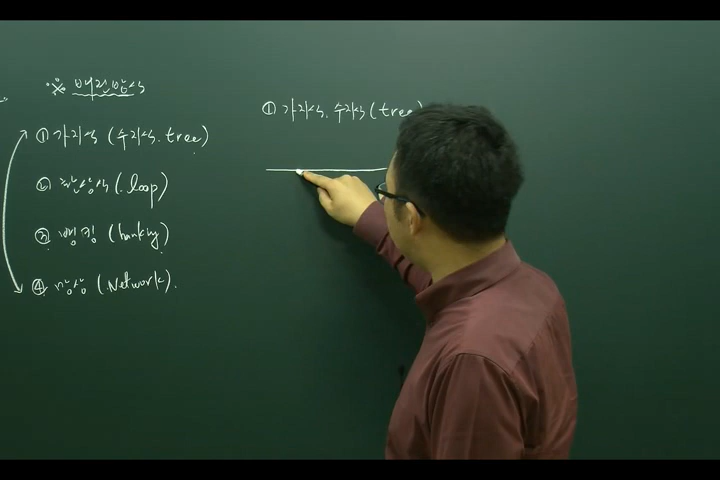 ※ 배전방식
① 가지식 (수지식. tree)
② 환상식 (.loop)
③ 뱅킹 (banking)
④ 망상 (.Network).
① 가지식. 수지식 (tree)